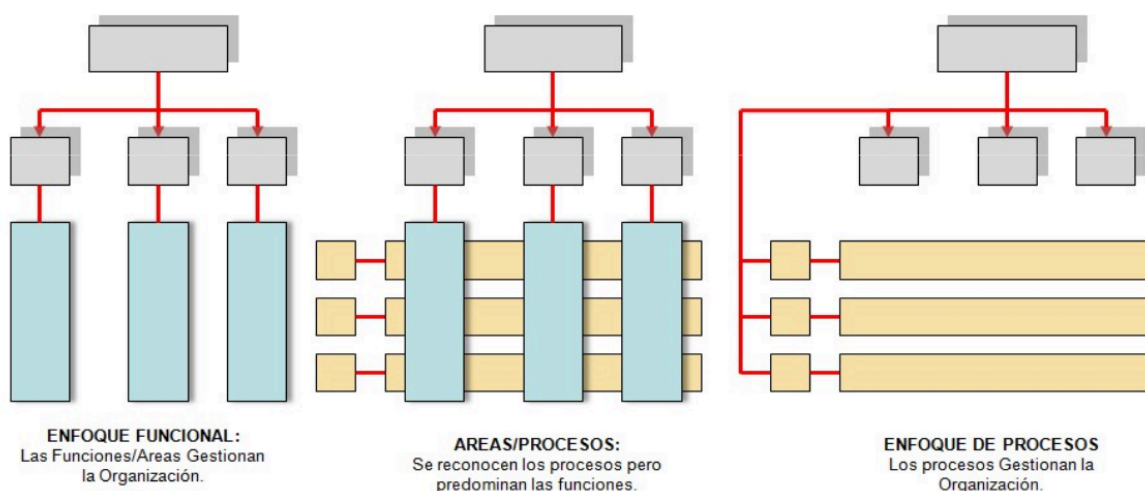 ENFOQUE FUNCIONAL:
Las Funciones/Areas Gestionan
la Organización.
AREAS/PROCESOS:
Se reconocen los procesos pero
predominan las funciones.
ENFOQUE DE PROCESOS
Los procesos Gestionan la
Organización.